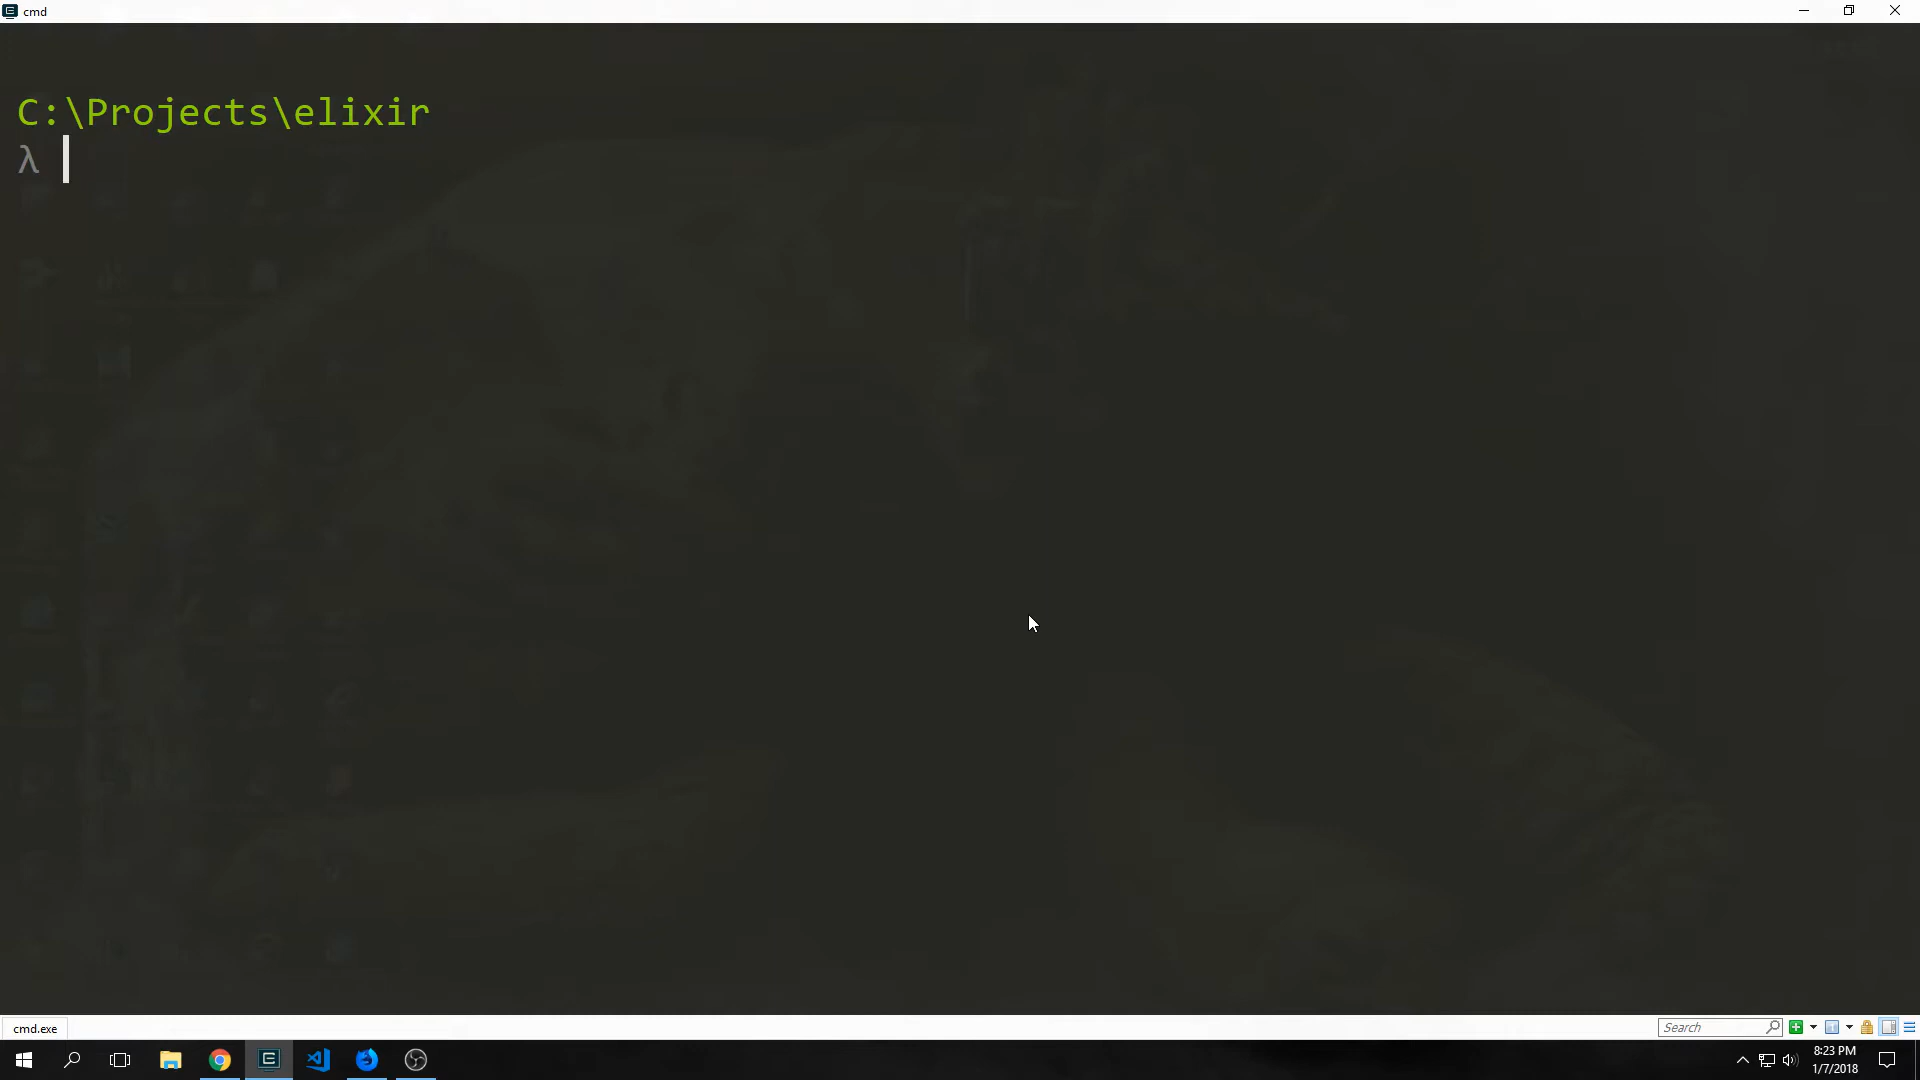 cmd
C:\Projects\elixir
λ
cmd.exe
Search
8:23 PM
1/7/2018